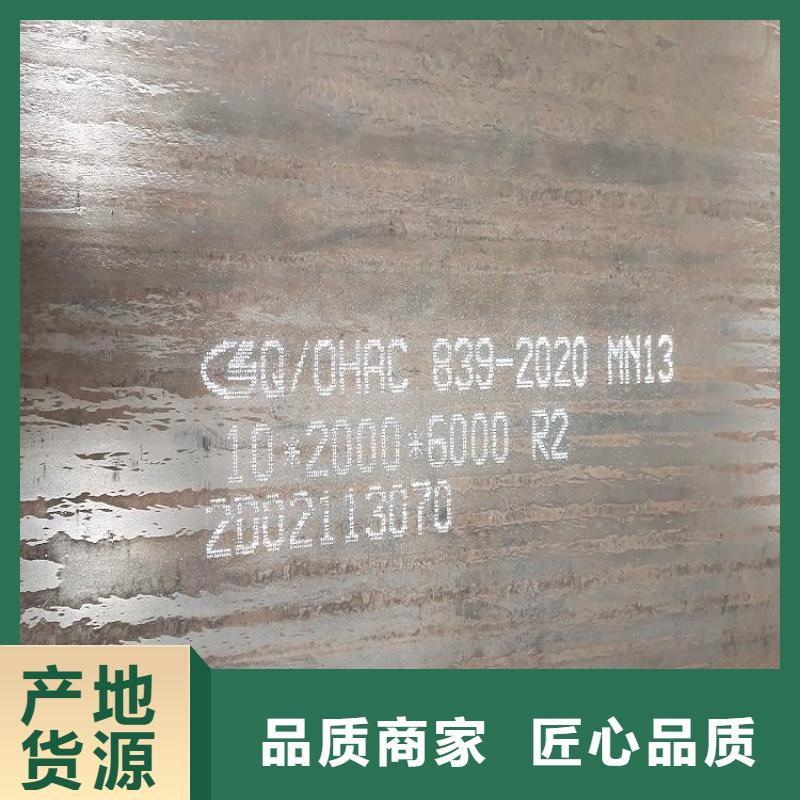 Q/OHAC 839-2020 MN13
10*2000*6000 R2
2D02113070
产地
货源
品质商家 匠心品质